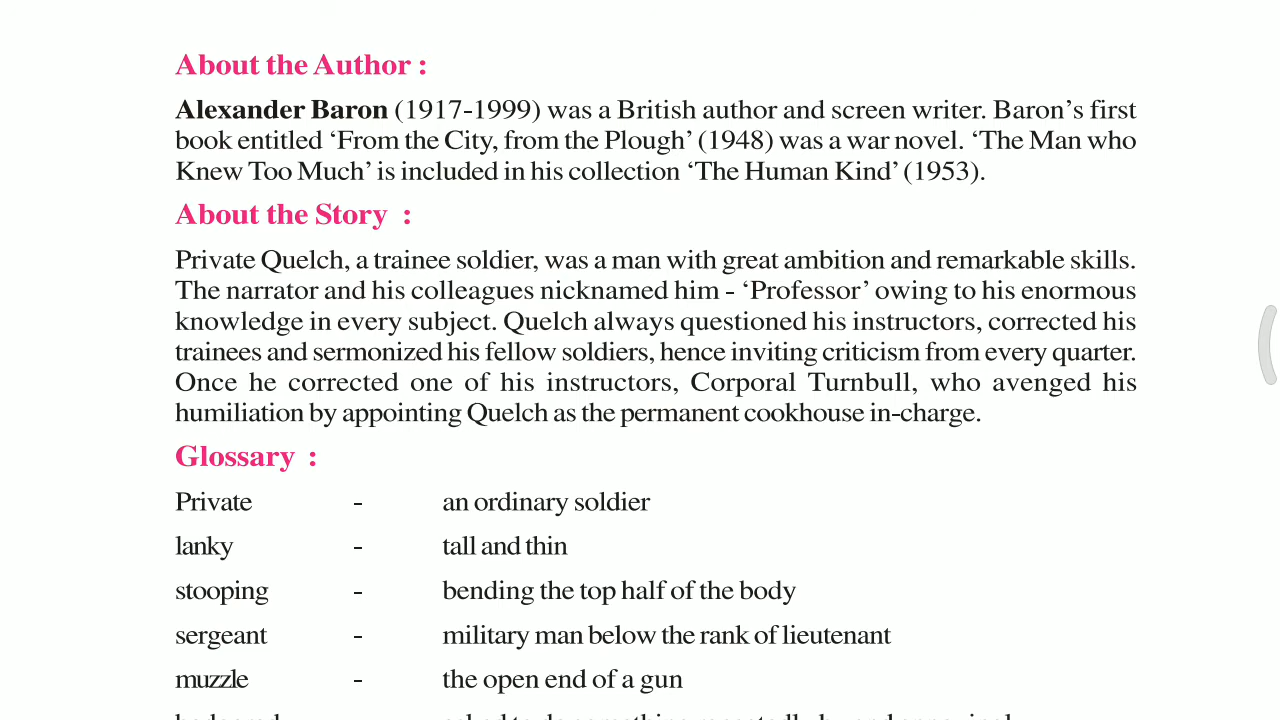 About the Author :
Alexander Baron (1917-1999) was a British author and screen writer. Baron's first
book entitled 'From the City, from the Plough' (1948) was a war novel. 'The Man who
Knew Too Much' is included in his collection 'The Human Kind' (1953).
About the Story :
Private Quelch, a trainee soldier, was a man with great ambition and remarkable skills.
The narrator and his colleagues nicknamed him - 'Professor' owing to his enormous
knowledge in every subject. Quelch always questioned his instructors, corrected his
trainees and sermonized his fellow soldiers, hence inviting criticism from every quarter.
Once he corrected one of his instructors, Corporal Turnbull, who avenged his
humiliation by appointing Quelch as the permanent cookhouse in-charge.
Glossary :
Private - an ordinary soldier
lanky - tall and thin
stooping - bending the top half of the body
sergeant - military man below the rank of lieutenant
muzzle - the open end of a gun